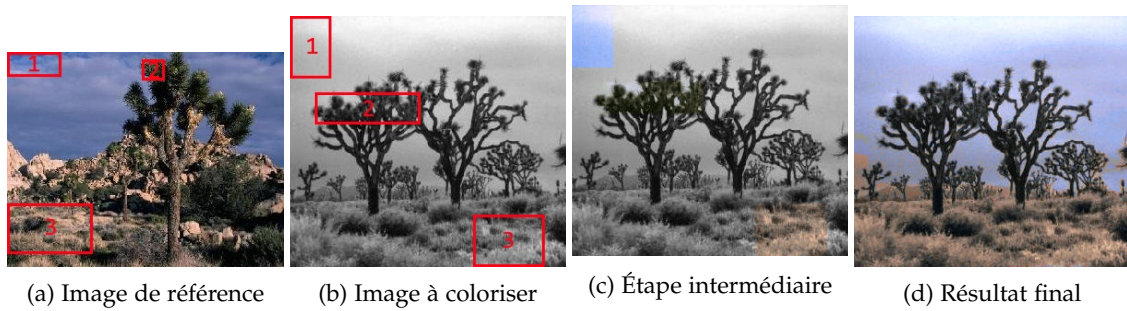 1
2
3
1
2
3
(a) Image de référence
(b) Image à coloriser
(c) Étape intermédiaire
(d) Résultat final